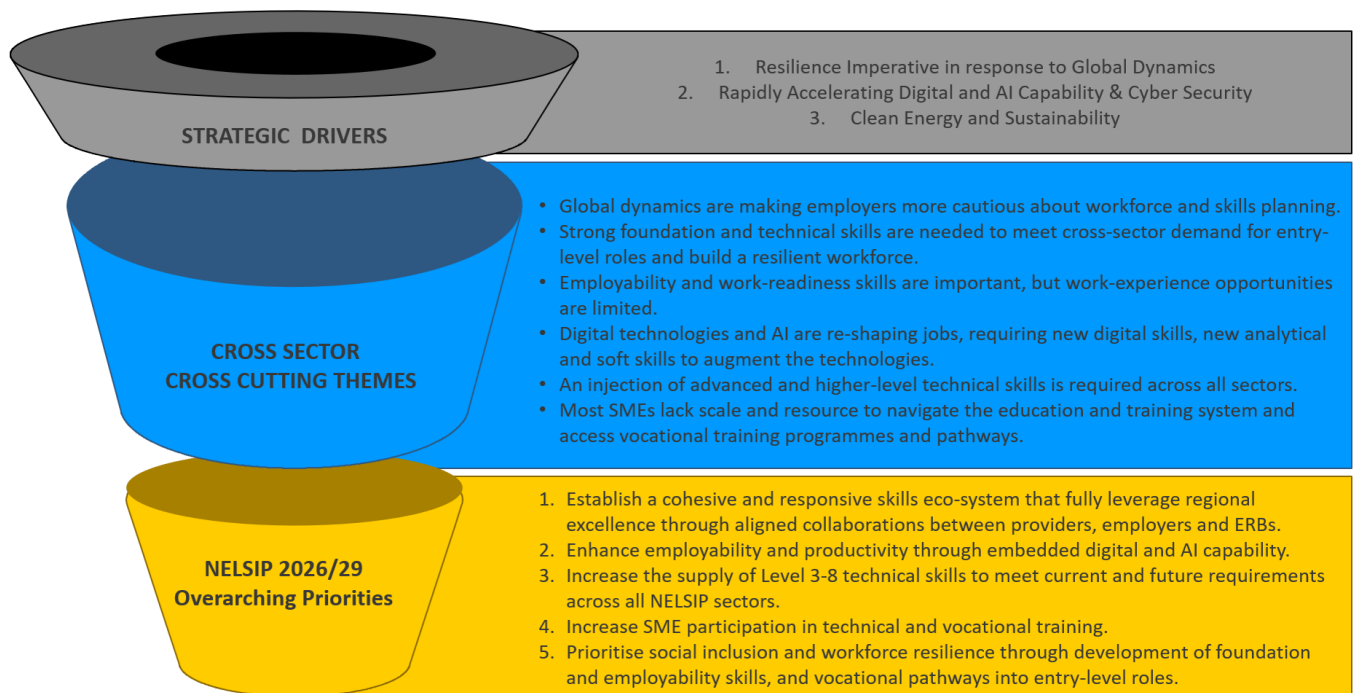 STRATEGIC DRIVERS
1. Resilience Imperative in response to Global Dynamics
2. Rapidly Accelerating Digital and AI Capability & Cyber Security
3. Clean Energy and Sustainability
CROSS SECTOR
CROSS CUTTING THEMES
• Global dynamics are making employers more cautious about workforce and skills planning.
• Strong foundation and technical skills are needed to meet cross-sector demand for entry-
level roles and build a resilient workforce.
• Employability and work-readiness skills are important, but work-experience opportunities
are limited.
• Digital technologies and AI are re-shaping jobs, requiring new digital skills, new analytical
and soft skills to augment the technologies.
• An injection of advanced and higher-level technical skills is required across all sectors.
• Most SMEs lack scale and resource to navigate the education and training system and
access vocational training programmes and pathways.
NELSIP 2026/29
Overarching Priorities
1. Establish a cohesive and responsive skills eco-system that fully leverage regional
excellence through aligned collaborations between providers, employers and ERBs.
2. Enhance employability and productivity through embedded digital and AI capability.
3. Increase the supply of Level 3-8 technical skills to meet current and future requirements
across all NELSIP sectors.
4. Increase SME participation in technical and vocational training.
5. Prioritise social inclusion and workforce resilience through development of foundation
and employability skills, and vocational pathways into entry-level roles.